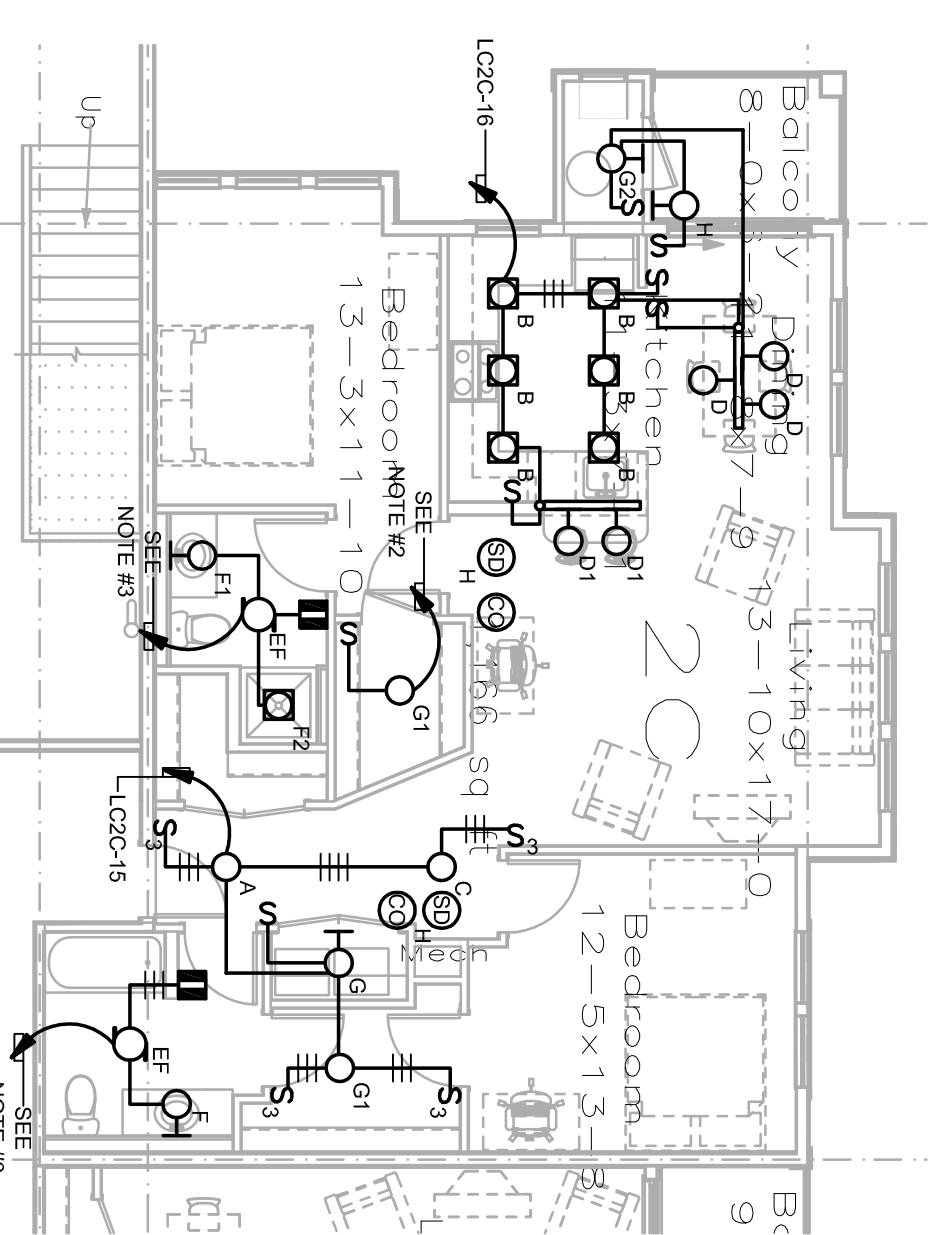 Up
LC2C-16
Balcony
8-0x
Dining
Living
13-10x17-0
Bedroom
13-3x11-10
Kitchen
2C
sq ft
Bedroom
12-5x13-8
Mech
G2
S
H
S
S
S
B
B
B
B
B
B
D
D
D
S
D1
D1
SD
H
CO
SEE
NOTE #2
SEE
NOTE #3
F1
EF
F2
S
G1
LC2C-15
S3
A
C
S3
CO
SD
H
S
G
G1
S3
S3
EF
F
SEE
9